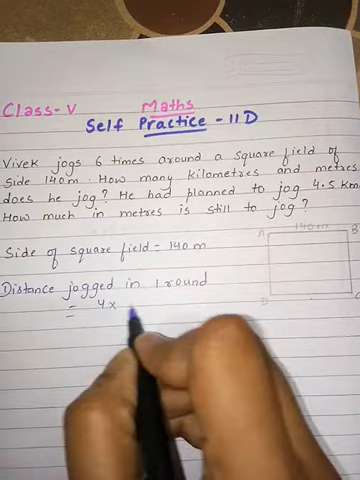 Class-V Maths
Self Practice - 11D
Vivek jogs 6 times around a square field of
side 140m. How many kilometres and metres
does he jog? He had planned to jog 4.5 Km
How much in metres is still to jog?
140m
A B
Side of square field = 140 m
Distance jogged in 1 round
= 4x
D C